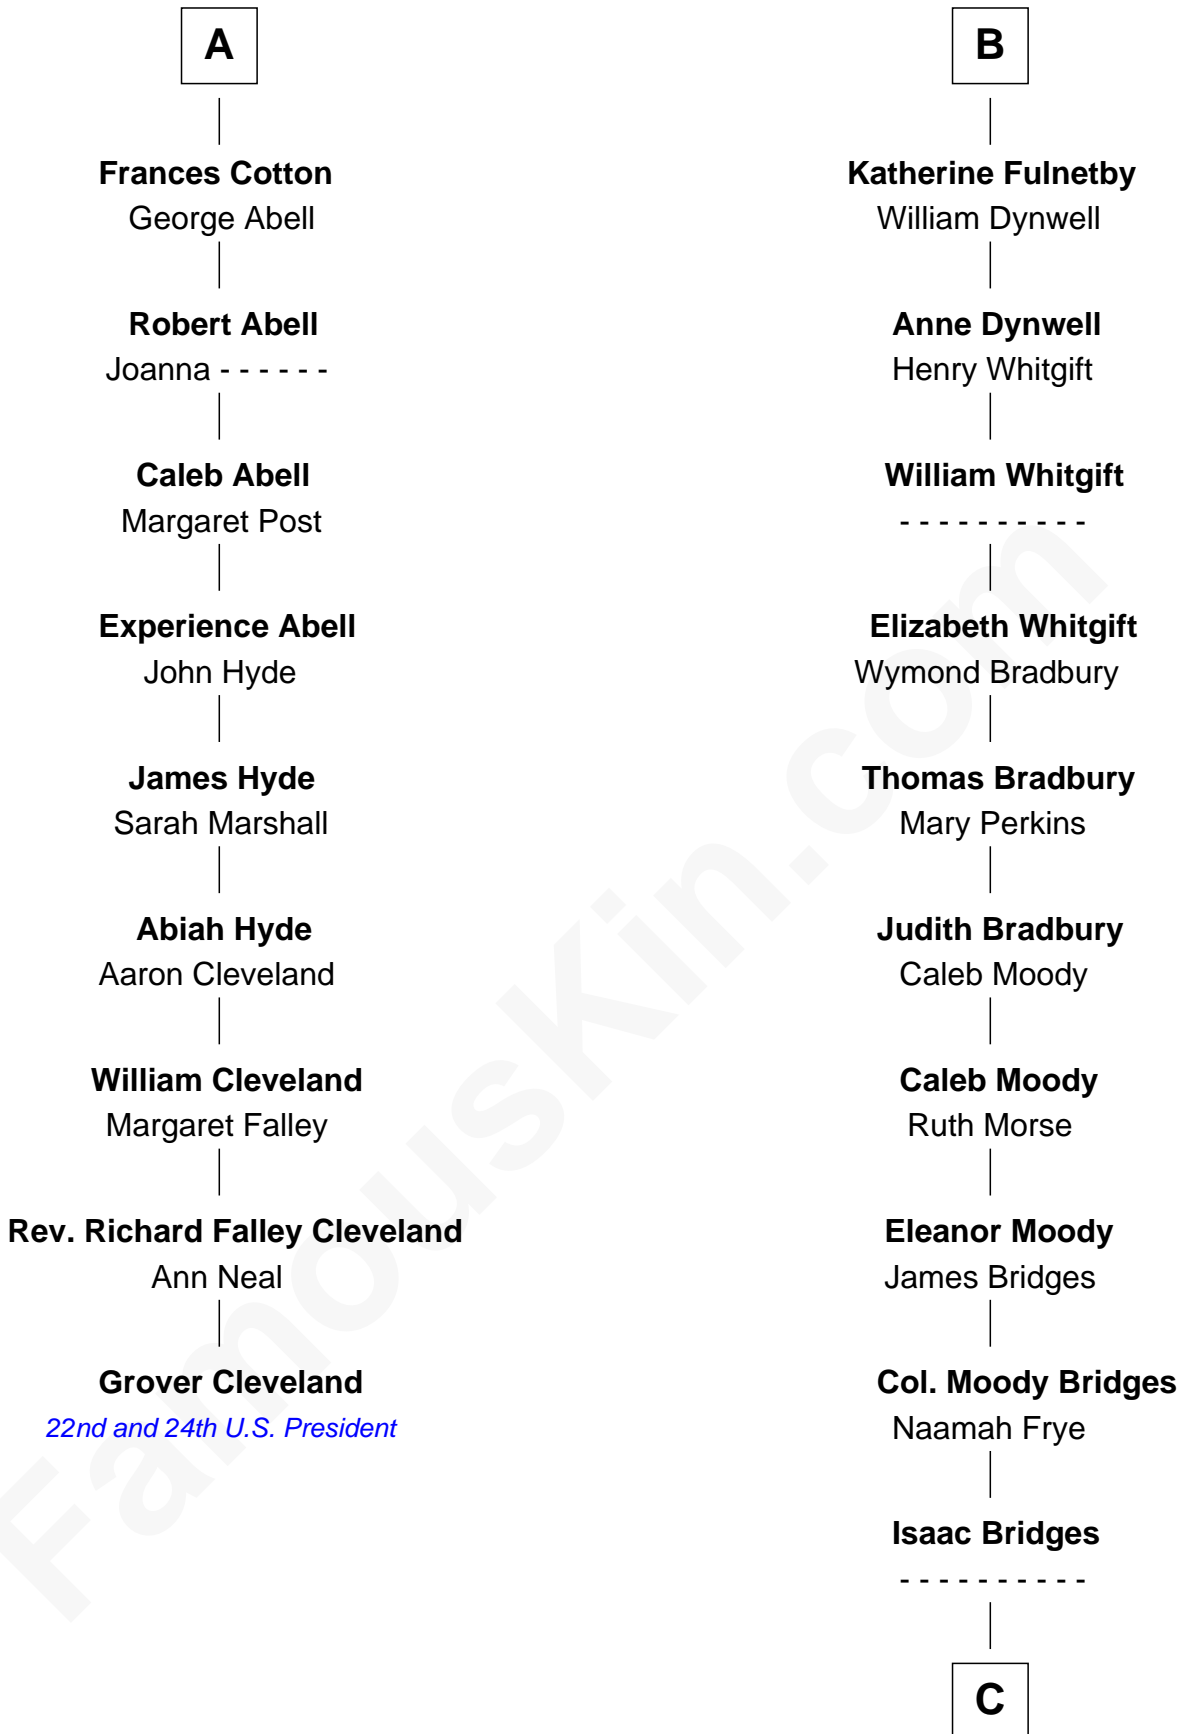 A
Frances Cotton
George Abell
Robert Abell
Joanna - - - - - -
Caleb Abell
Margaret Post
Experience Abell
John Hyde
James Hyde
Sarah Marshall
Abiah Hyde
Aaron Cleveland
William Cleveland
Margaret Falley
Rev. Richard Falley Cleveland
Ann Neal
Grover Cleveland
22nd and 24th U.S. President
B
Katherine Fulnetby
William Dynwell
Anne Dynwell
Henry Whitgift
William Whitgift
- - - - - - - - - -
Elizabeth Whitgift
Wymond Bradbury
Thomas Bradbury
Mary Perkins
Judith Bradbury
Caleb Moody
Caleb Moody
Ruth Morse
Eleanor Moody
James Bridges
Col. Moody Bridges
Naamah Frye
Isaac Bridges
- - - - - - - - - -
C
FamousKin.com